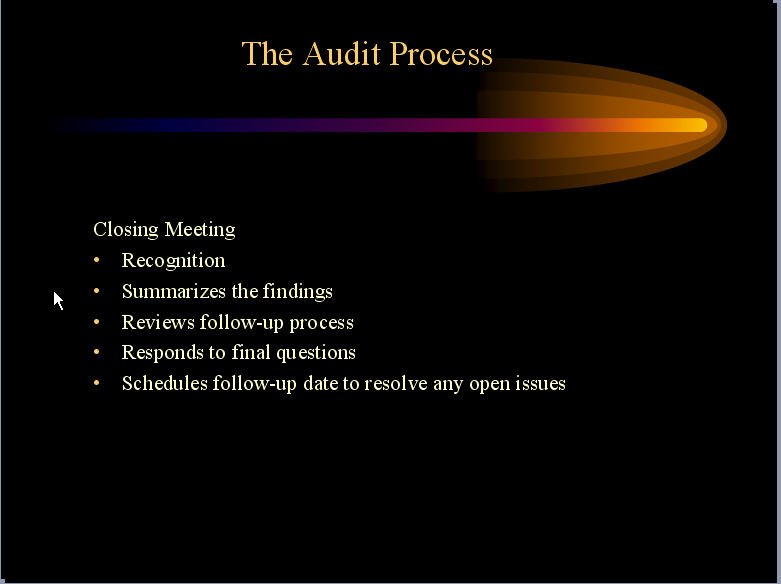 The Audit Process
Closing Meeting
• Recognition
• Summarizes the findings
• Reviews follow-up process
• Responds to final questions
• Schedules follow-up date to resolve any open issues